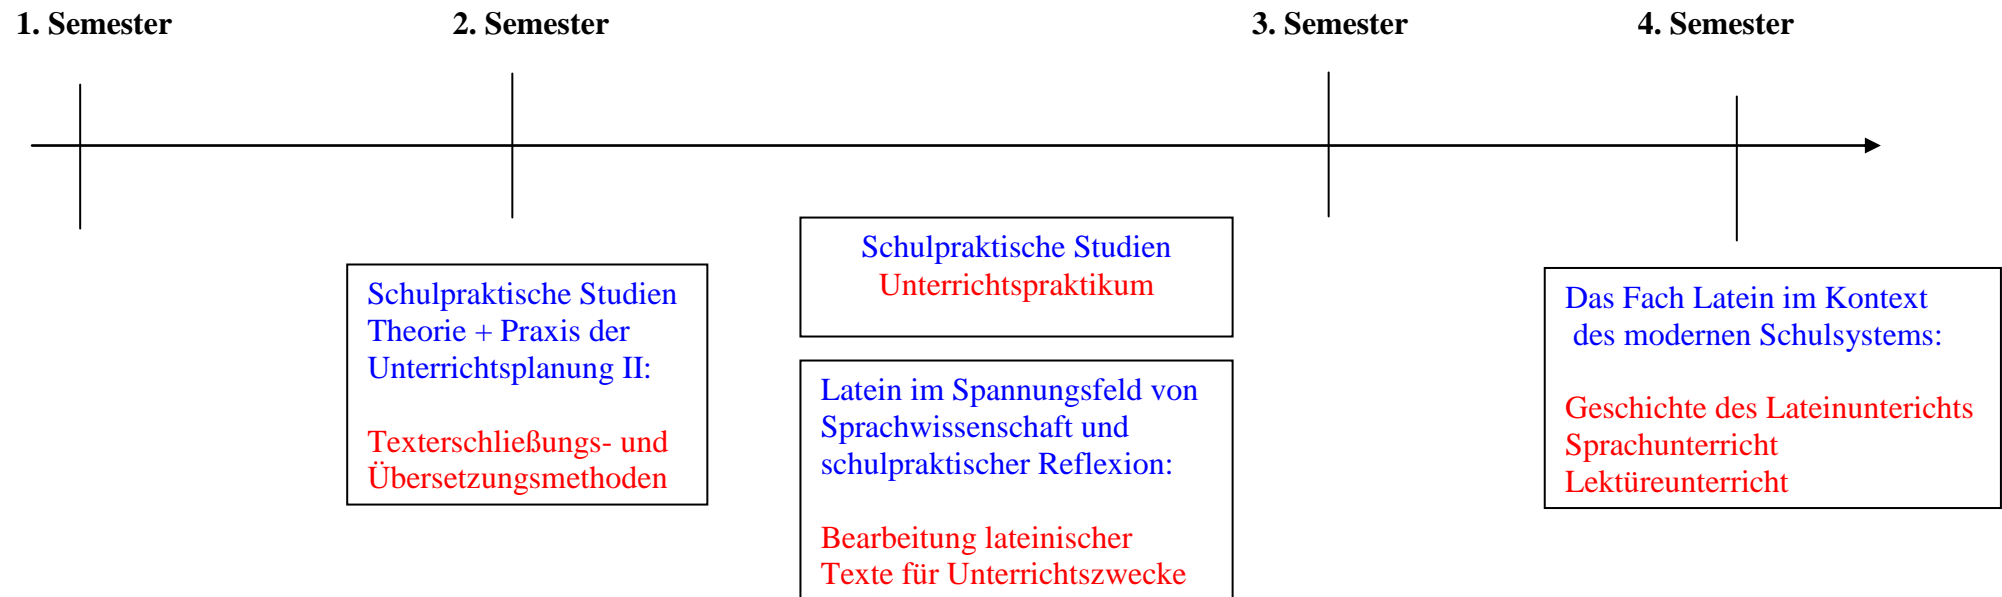 1. Semester
2. Semester
3. Semester
4. Semester
Schulpraktische Studien
Theorie + Praxis der
Unterrichtsplanung II:
Texterschließungs- und
Übersetzungsmethoden
Schulpraktische Studien
Unterrichtspraktikum
Latein im Spannungsfeld von
Sprachwissenschaft und
schulpraktischer Reflexion:
Bearbeitung lateinischer
Texte für Unterrichtszwecke
Das Fach Latein im Kontext
des modernen Schulsystems:
Geschichte des Lateinunterichts
Sprachunterricht
Lektüreunterricht